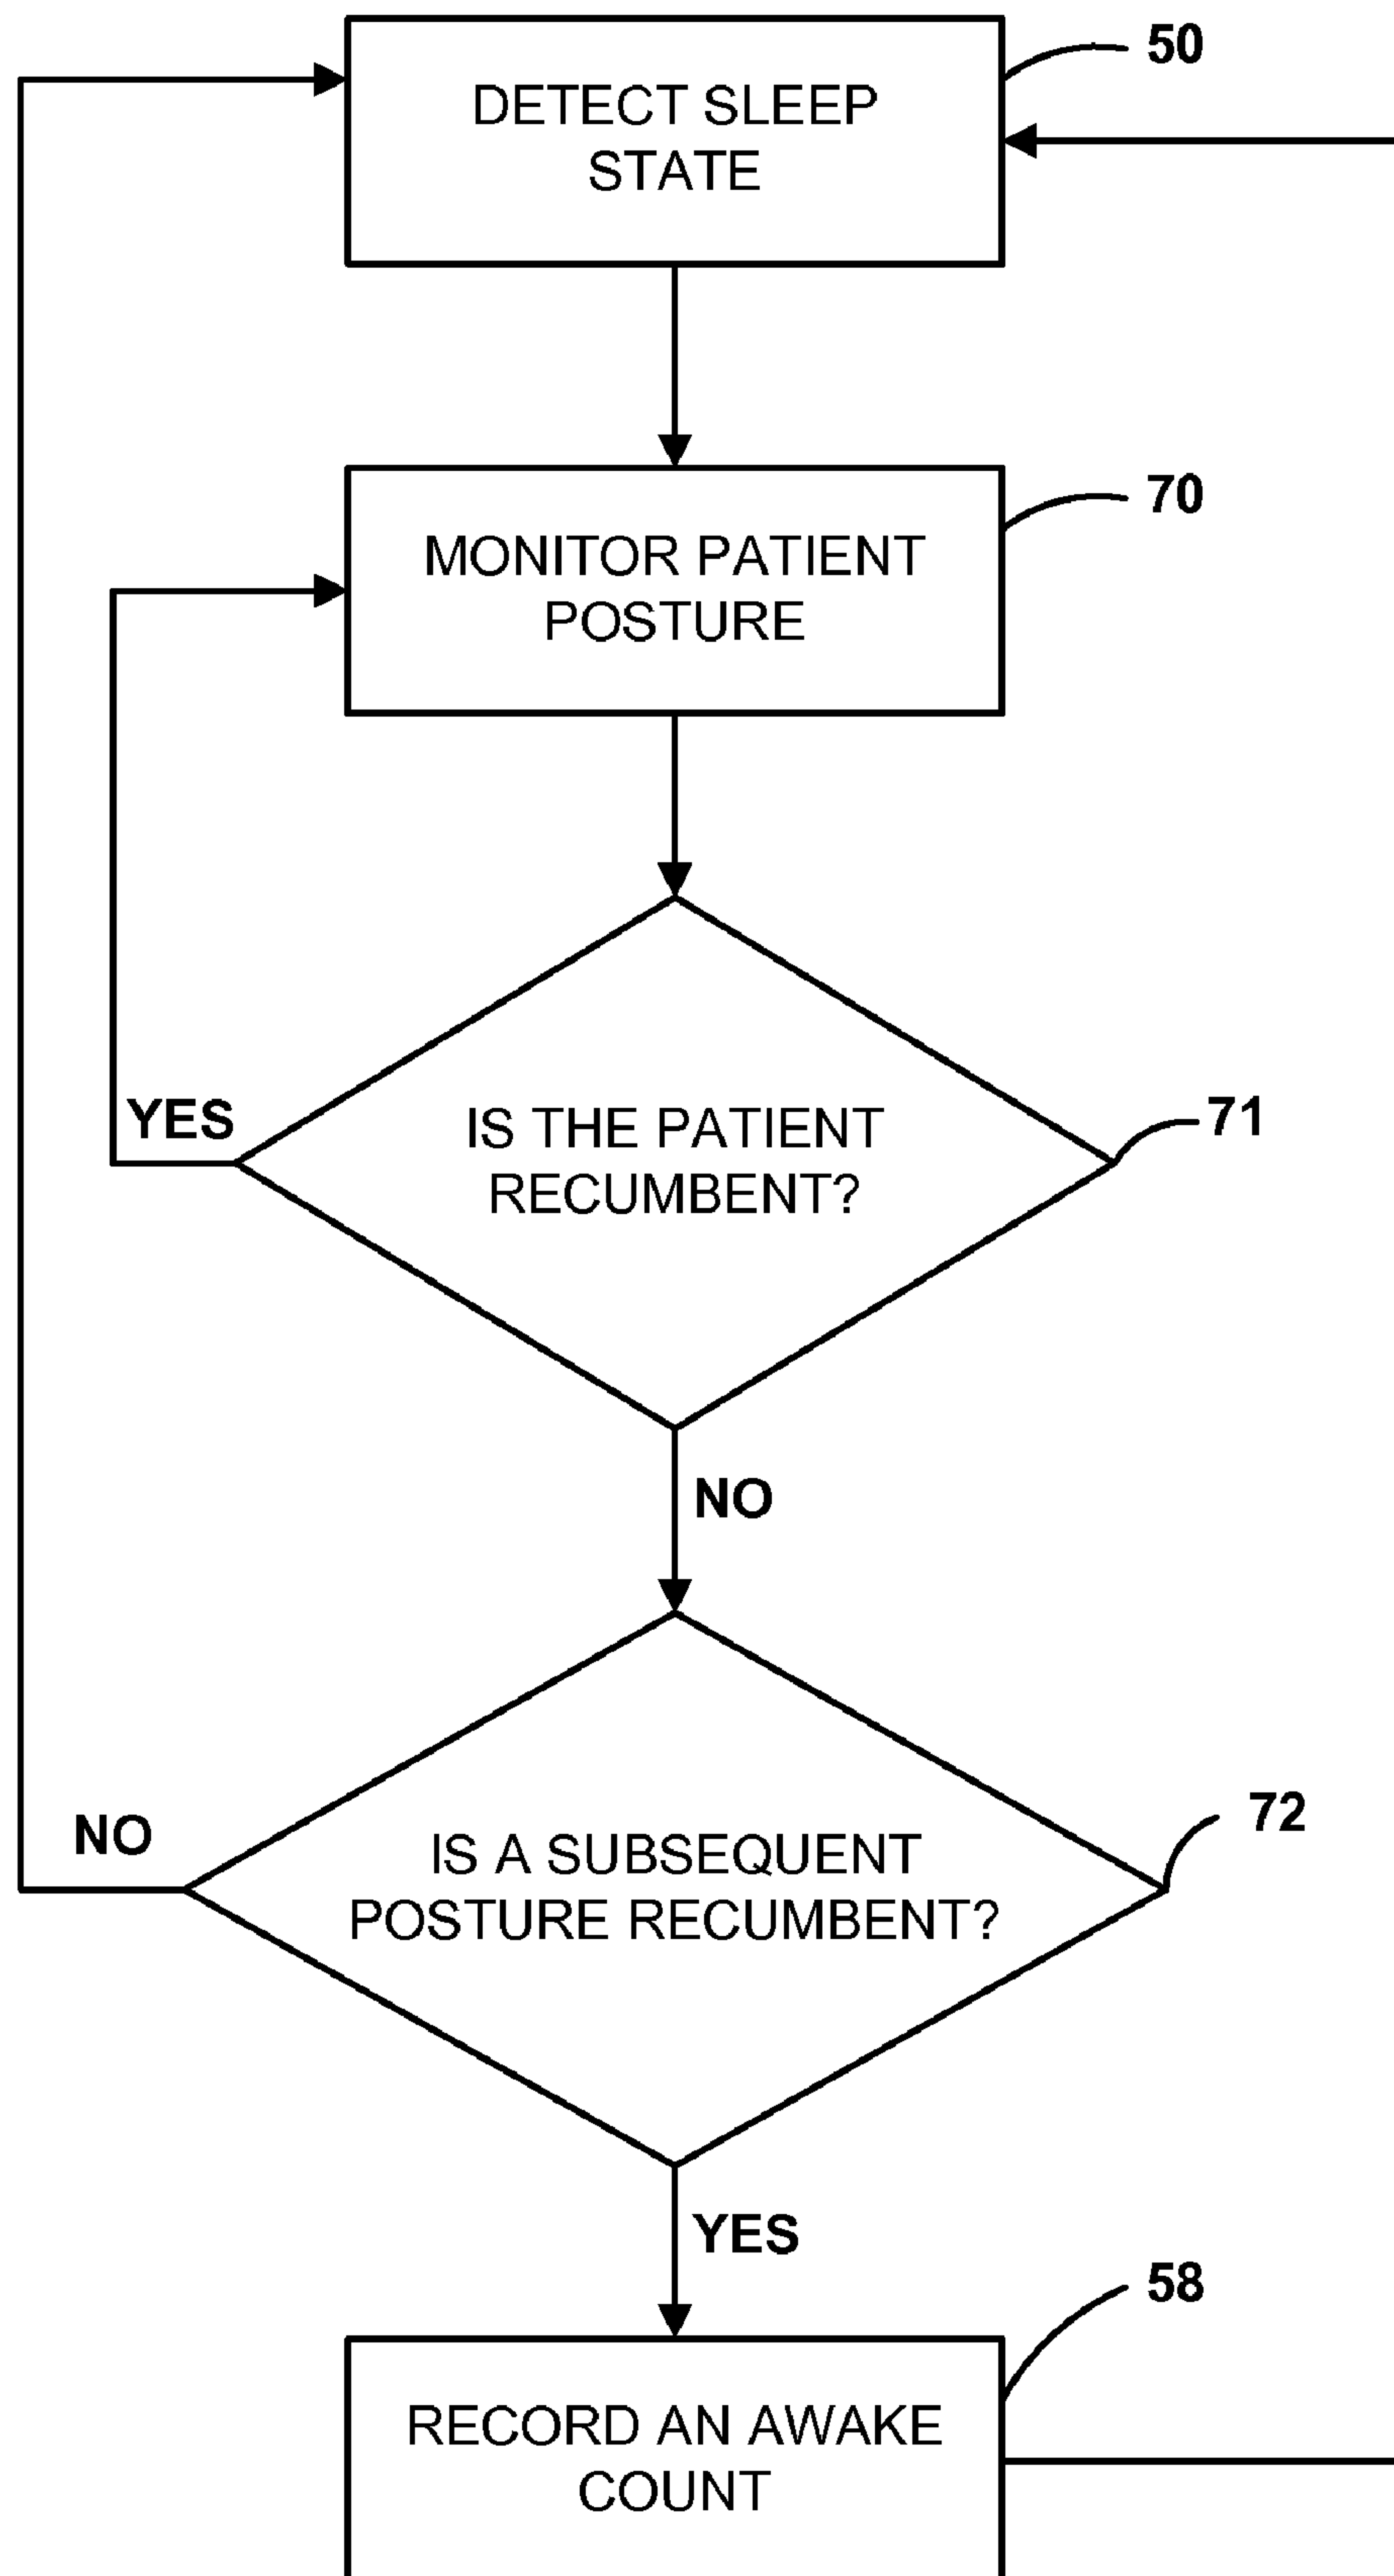 50
DETECT SLEEP
STATE
70
MONITOR PATIENT
POSTURE
YES
IS THE PATIENT
RECUMBENT?
71
NO
72
NO
IS A SUBSEQUENT
POSTURE RECUMBENT?
YES
58
RECORD AN AWAKE
COUNT